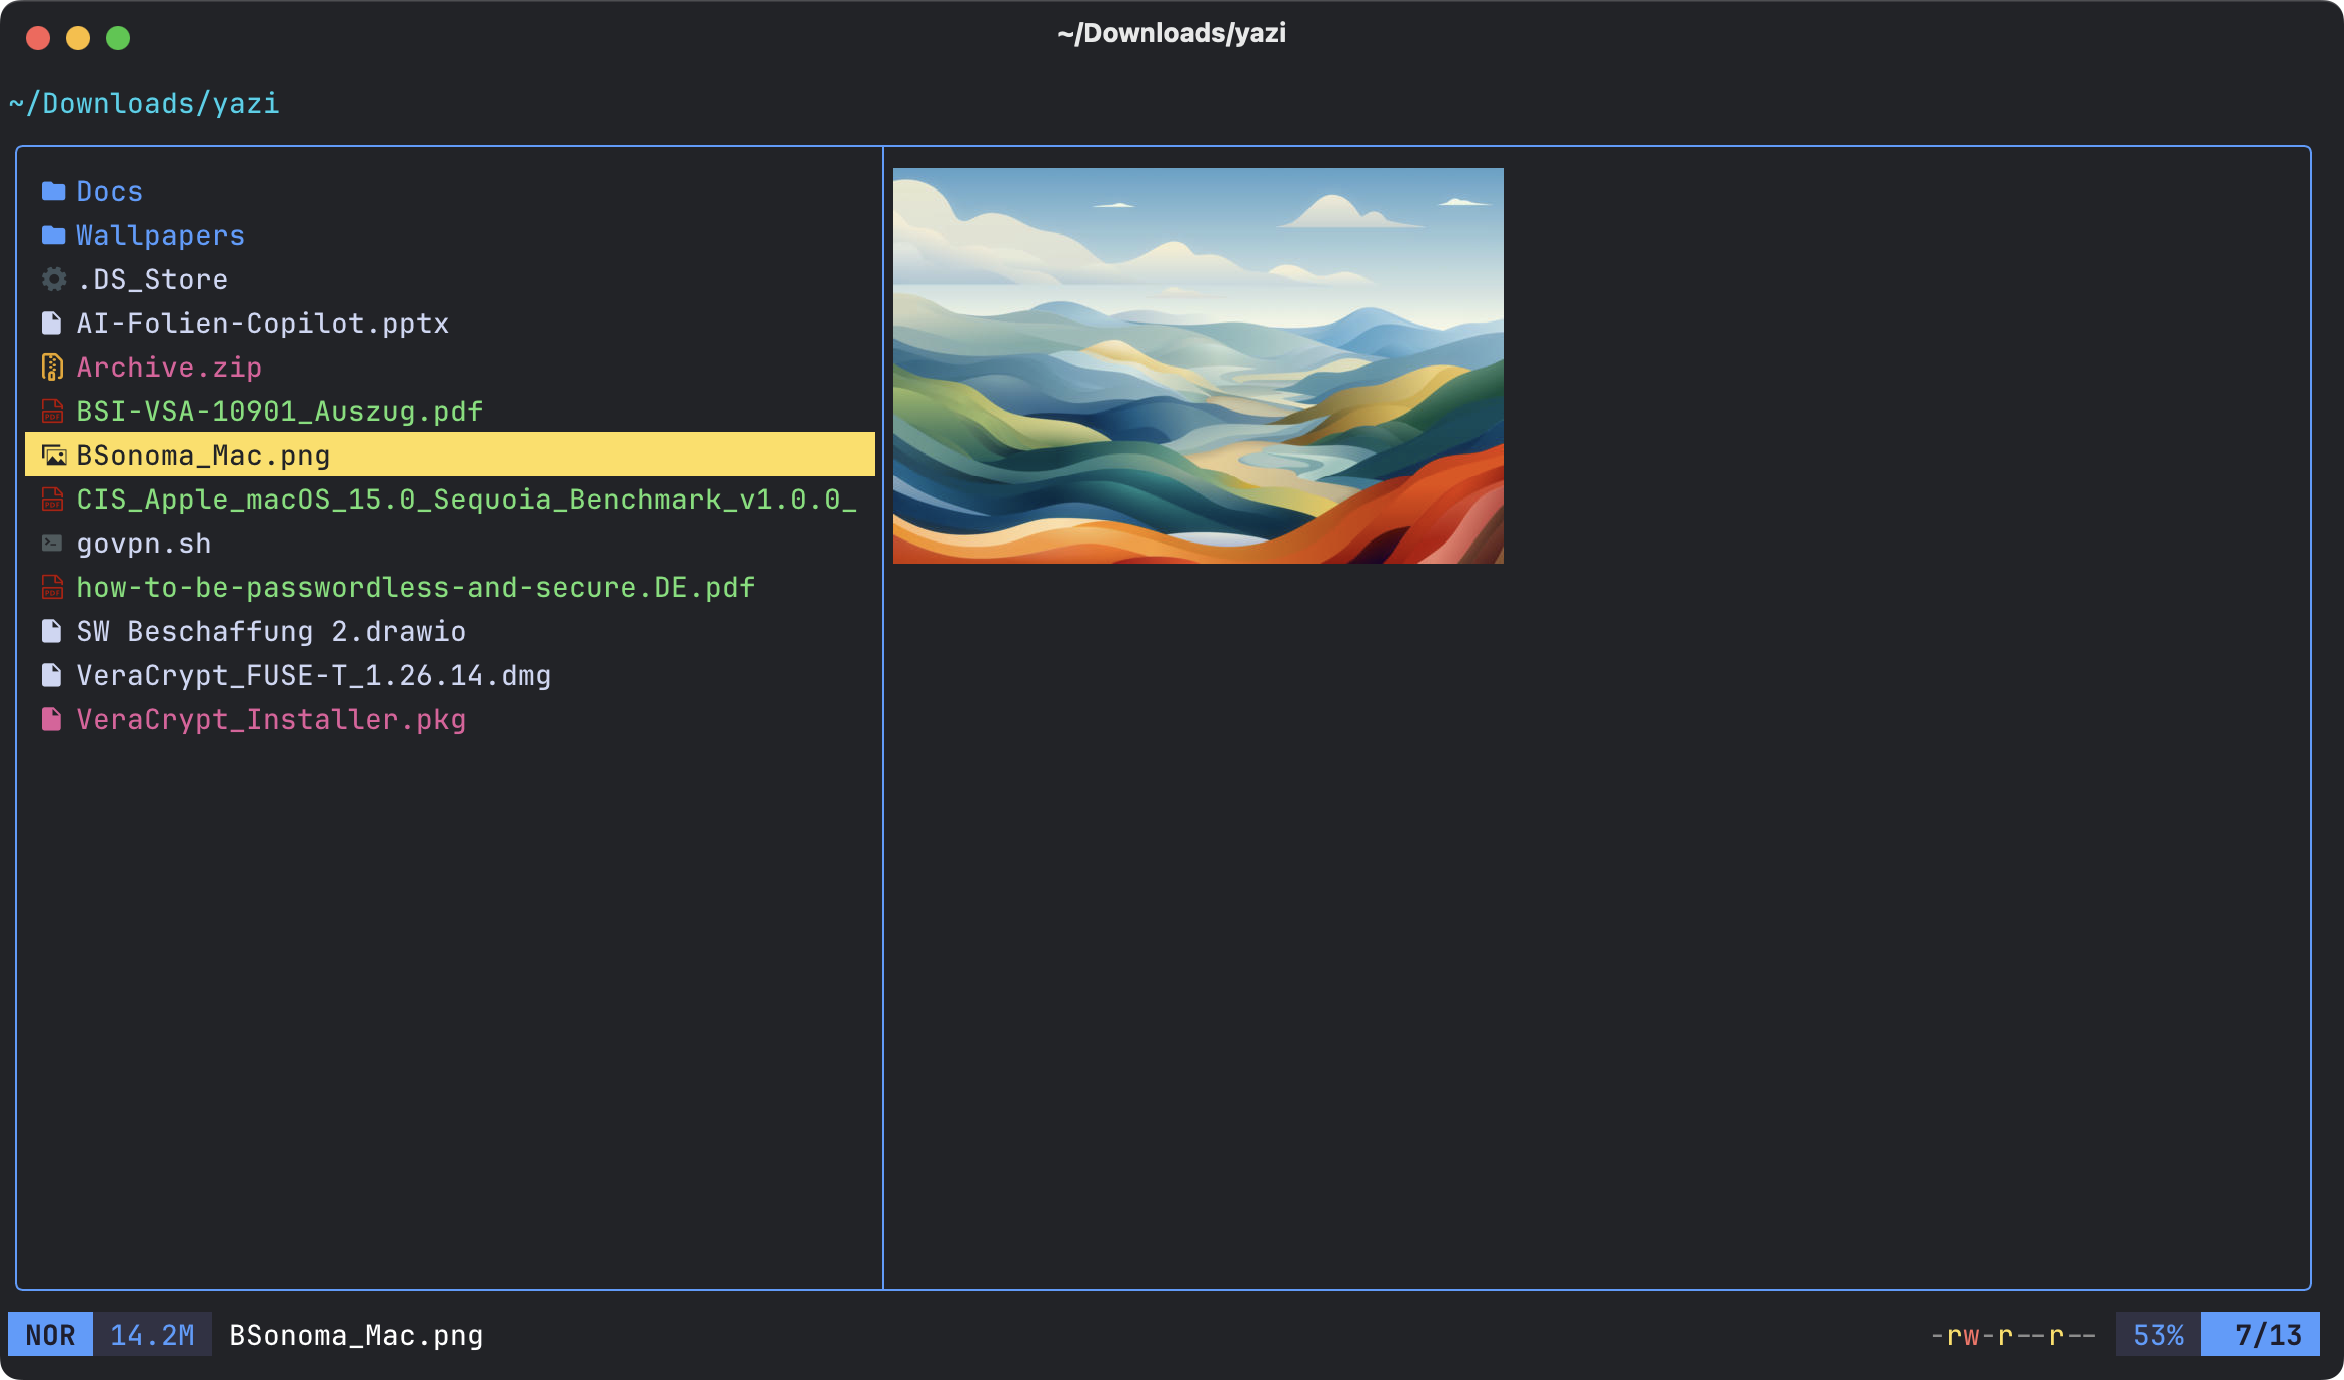 ~/Downloads/yazi
~/Downloads/yazi
Docs
Wallpapers
.DS_Store
AI-Folien-Copilot.pptx
Archive.zip
BSI-VSA-10901_Auszug.pdf
BSonoma_Mac.png
CIS_Apple_macOS_15.0_Sequoia_Benchmark_v1.0.0_
govpn.sh
how-to-be-passwordless-and-secure.DE.pdf
SW Beschaffung 2.drawio
VeraCrypt_FUSE-T_1.26.14.dmg
VeraCrypt_Installer.pkg
NOR 14.2M BSonoma_Mac.png -rw-r--r-- 53% 7/13